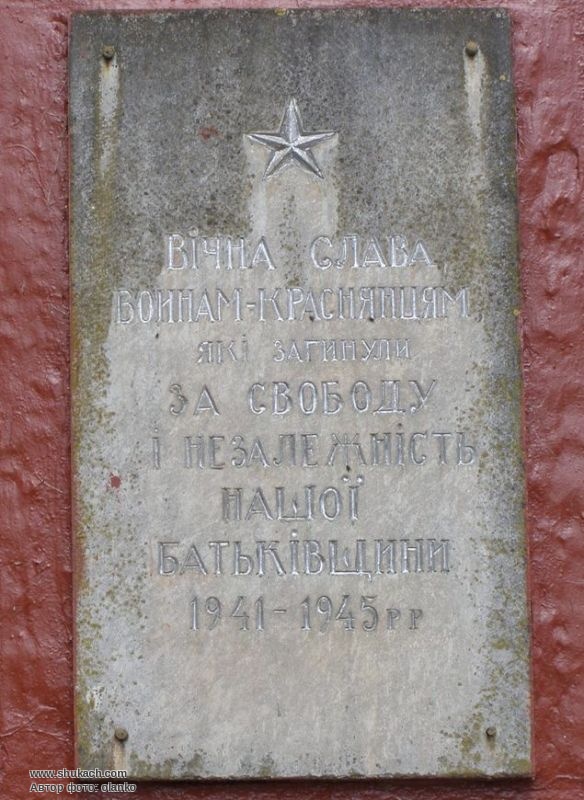 ВІЧНА СЛАВА
ВОИНАМ-КРАСНЯНЦЯМ,
ЯКІ ЗАГИНУЛИ
ЗА СВОБОДУ
І НЕЗАЛЕЖНІСТЬ
НАШОЇ
БАТЬКІВЩИНИ
1941-1945 РР
www.shukach.com
Автор фото: olanko